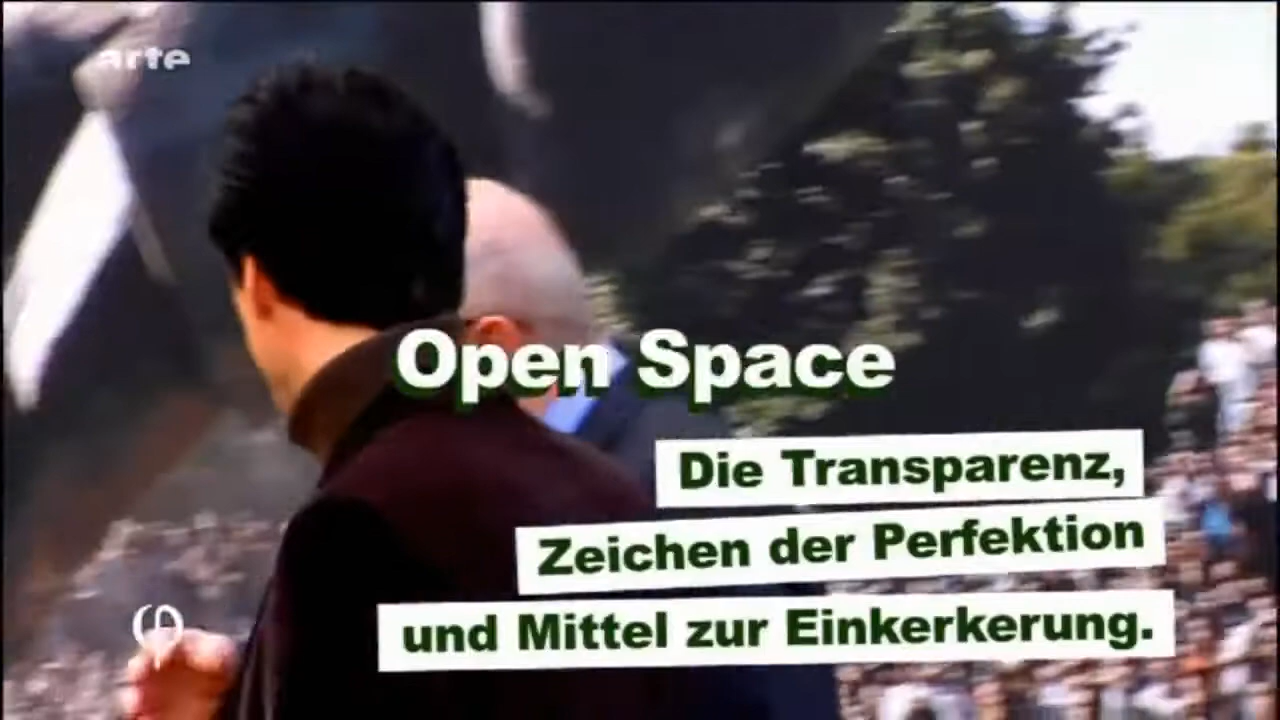 arte
Open Space
Die Transparenz,
Zeichen der Perfektion
und Mittel zur Einkerkerung.
φ